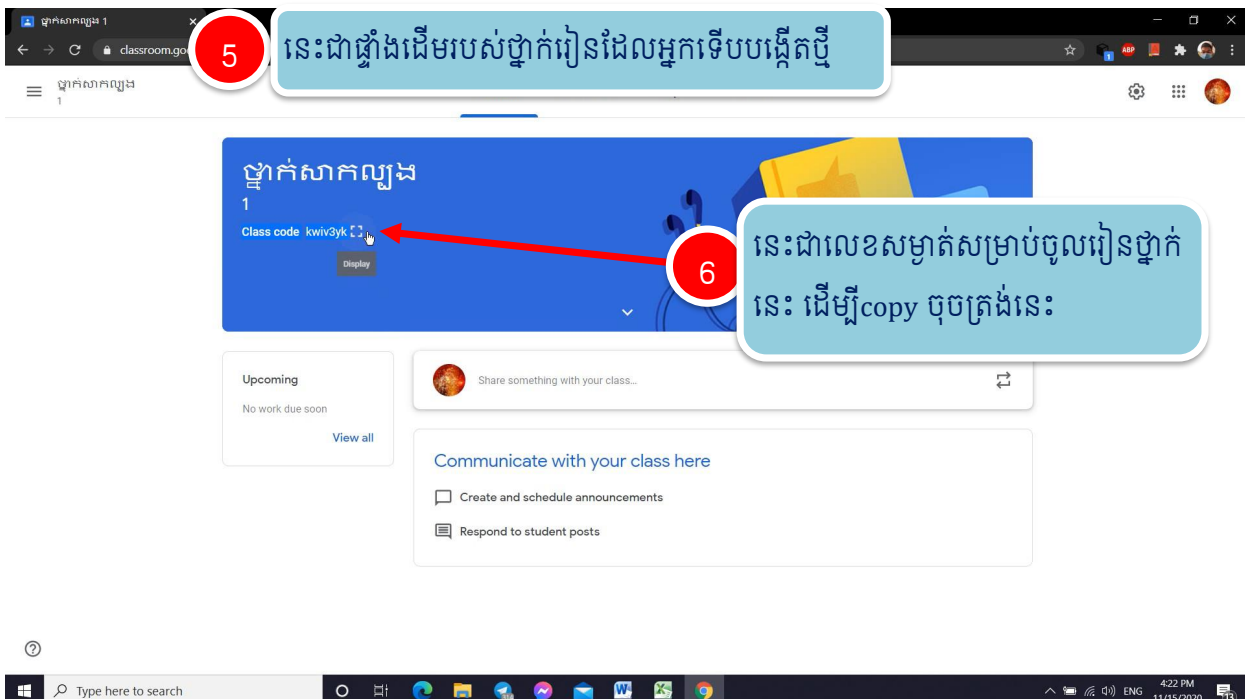 ថ្នាក់សាកល្បង 1
classroom.goo
5
នេះជាផ្ទាំងដើមរបស់ថ្នាក់រៀនដែលអ្នកទើបបង្កើតថ្មី
ABP
1
ថ្នាក់សាកល្បង
1
ថ្នាក់សាកល្បង
1
Class code kwiv3yk
Display
6
នេះជាលេខសម្ងាត់សម្រាប់ចូលរៀនថ្នាក់
នេះ ដើម្បីcopy ចុចត្រង់នេះ
Upcoming
No work due soon
View all
Share something with your class...
Communicate with your class here
Create and schedule announcements
Respond to student posts
Type here to search
ENG
4:22 PM
11/15/2020